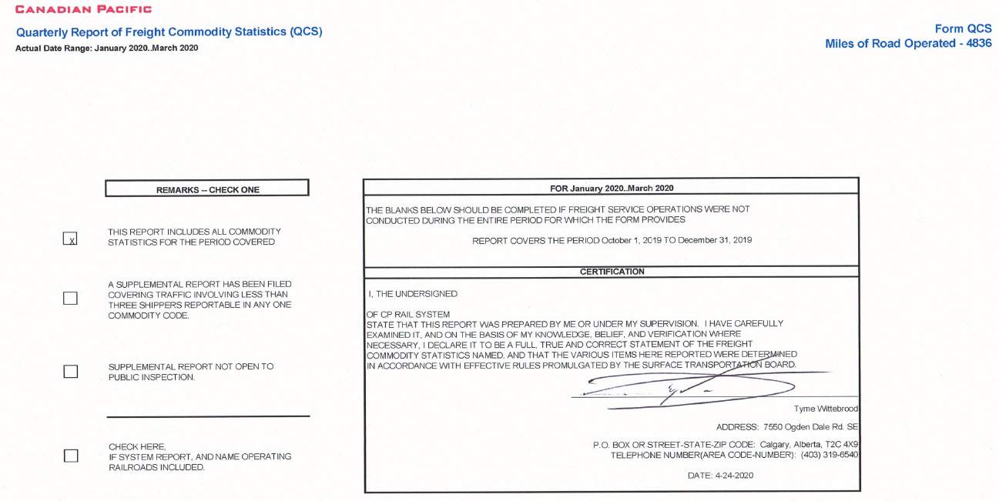 CANADIAN PACIFIC
Quarterly Report of Freight Commodity Statistics (QCS)
Actual Date Range: January 2020..March 2020
Form QCS
Miles of Road Operated - 4836
REMARKS -- CHECK ONE
x THIS REPORT INCLUDES ALL COMMODITY
STATISTICS FOR THE PERIOD COVERED
A SUPPLEMENTAL REPORT HAS BEEN FILED
COVERING TRAFFIC INVOLVING LESS THAN
THREE SHIPPERS REPORTABLE IN ANY ONE
COMMODITY CODE.
SUPPLEMENTAL REPORT NOT OPEN TO
PUBLIC INSPECTION.
CHECK HERE,
IF SYSTEM REPORT, AND NAME OPERATING
RAILROADS INCLUDED.
FOR January 2020..March 2020
THE BLANKS BELOW SHOULD BE COMPLETED IF FREIGHT SERVICE OPERATIONS WERE NOT
CONDUCTED DURING THE ENTIRE PERIOD FOR WHICH THE FORM PROVIDES
REPORT COVERS THE PERIOD October 1, 2019 TO December 31, 2019
CERTIFICATION
I, THE UNDERSIGNED
OF CP RAIL SYSTEM
STATE THAT THIS REPORT WAS PREPARED BY ME OR UNDER MY SUPERVISION. I HAVE CAREFULLY
EXAMINED IT, AND ON THE BASIS OF MY KNOWLEDGE, BELIEF, AND VERIFICATION WHERE
NECESSARY, I DECLARE IT TO BE A FULL, TRUE AND CORRECT STATEMENT OF THE FREIGHT
COMMODITY STATISTICS NAMED, AND THAT THE VARIOUS ITEMS HERE REPORTED WERE DETERMINED
IN ACCORDANCE WITH EFFECTIVE RULES PROMULGATED BY THE SURFACE TRANSPORTATION BOARD.
Tyme Wittebrood
ADDRESS: 7550 Ogden Dale Rd. SE
P.O. BOX OR STREET-STATE-ZIP CODE: Calgary, Alberta, T2C 4X9
TELEPHONE NUMBER(AREA CODE-NUMBER): (403) 319-6540
DATE: 4-24-2020